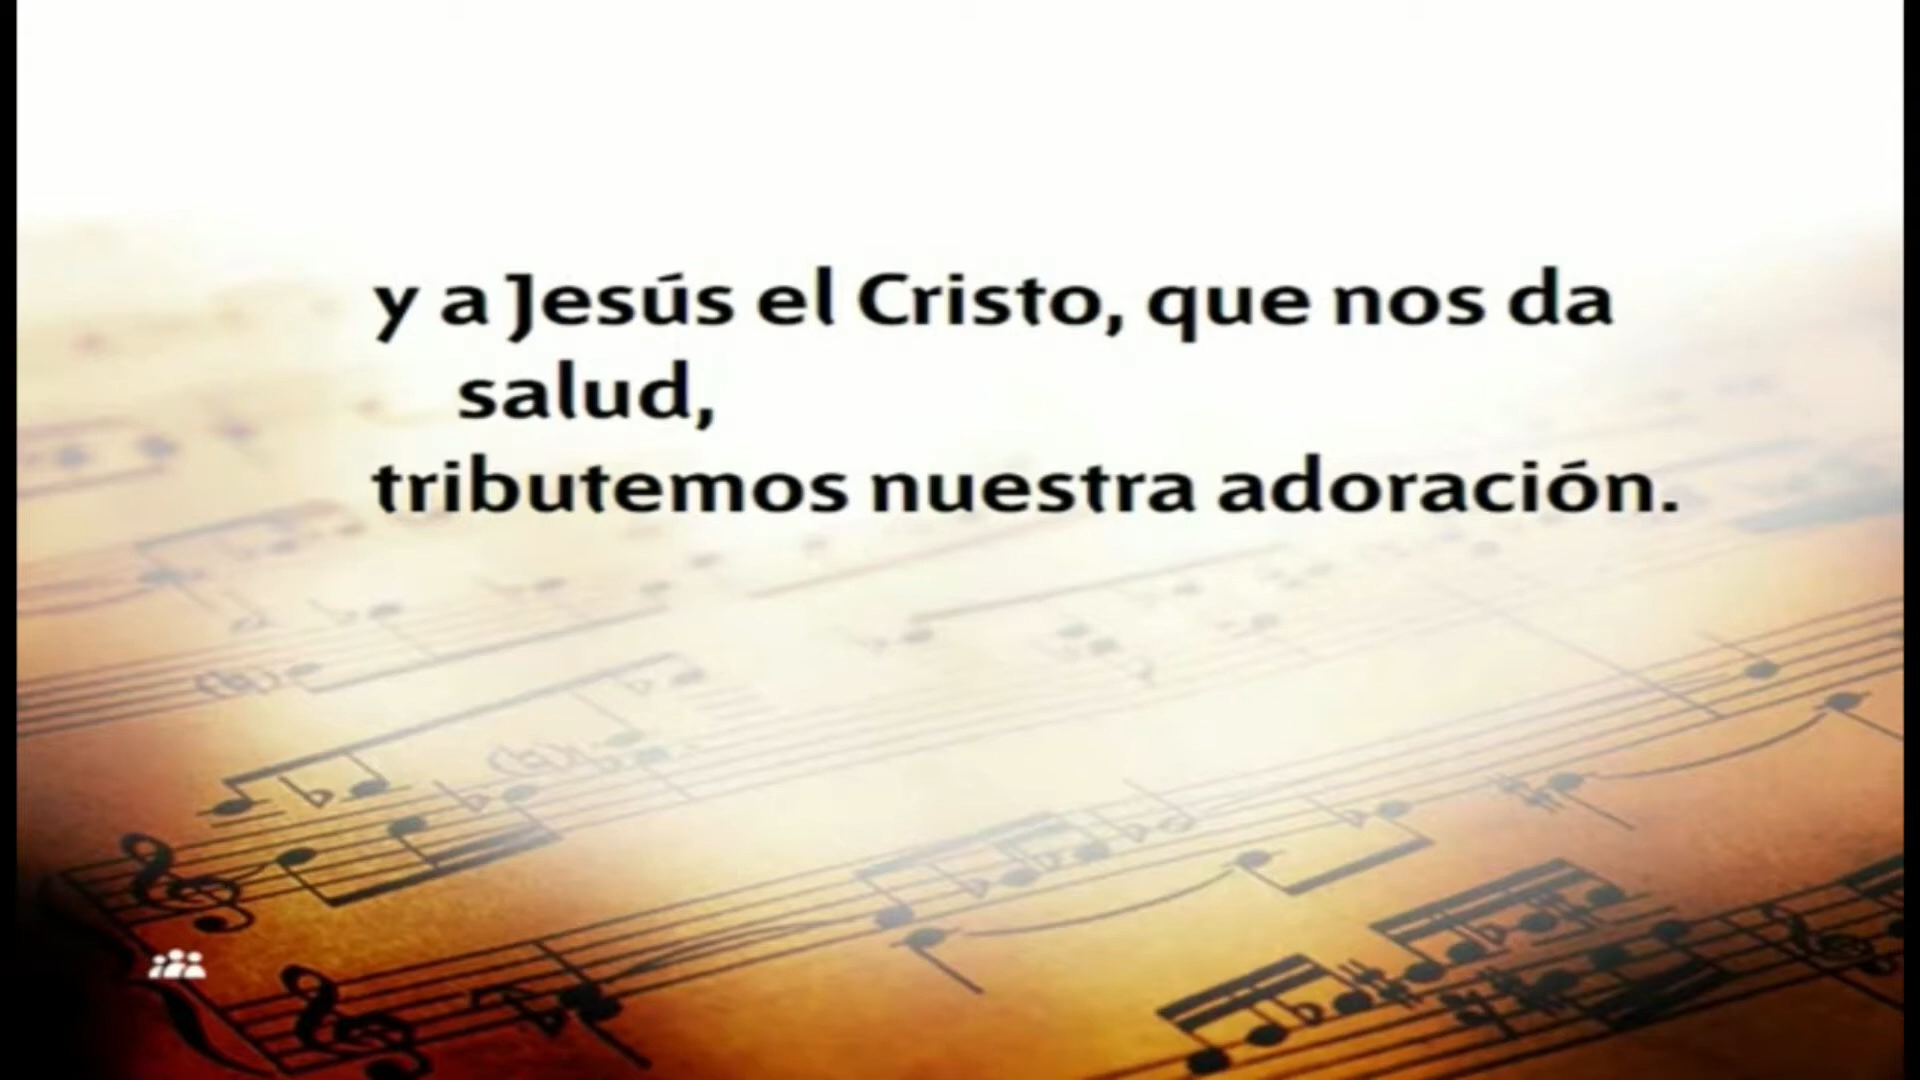 y a Jesús el Cristo, que nos da
salud,
tributemos nuestra adoración.